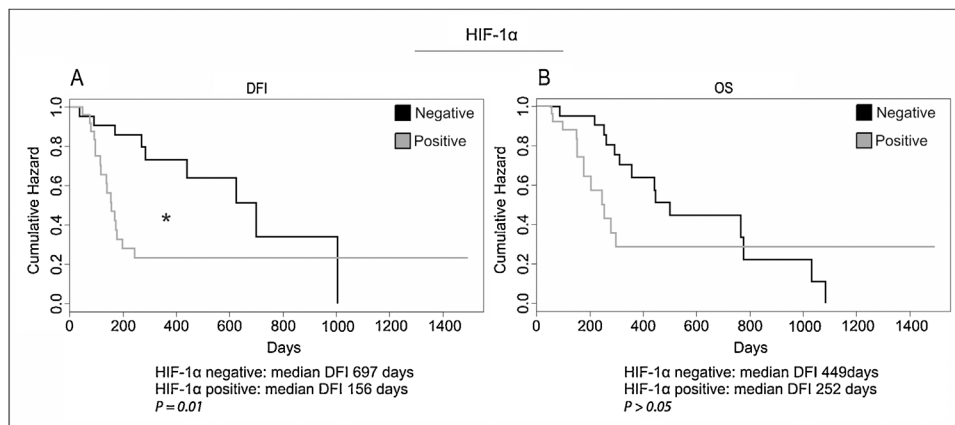 HIF-1α
A
DFI
Cumulative Hazard
1.0
0.8
0.6
0.4
0.2
0.0
Negative
Positive
*
0 200 400 600 800 1000 1200 1400
Days
HIF-1α negative: median DFI 697 days
HIF-1α positive: median DFI 156 days
P = 0.01
B
OS
Cumulative Hazard
1.0
0.8
0.6
0.4
0.2
0.0
Negative
Positive
0 200 400 600 800 1000 1200 1400
Days
HIF-1α negative: median DFI 449days
HIF-1α positive: median DFI 252 days
P > 0.05